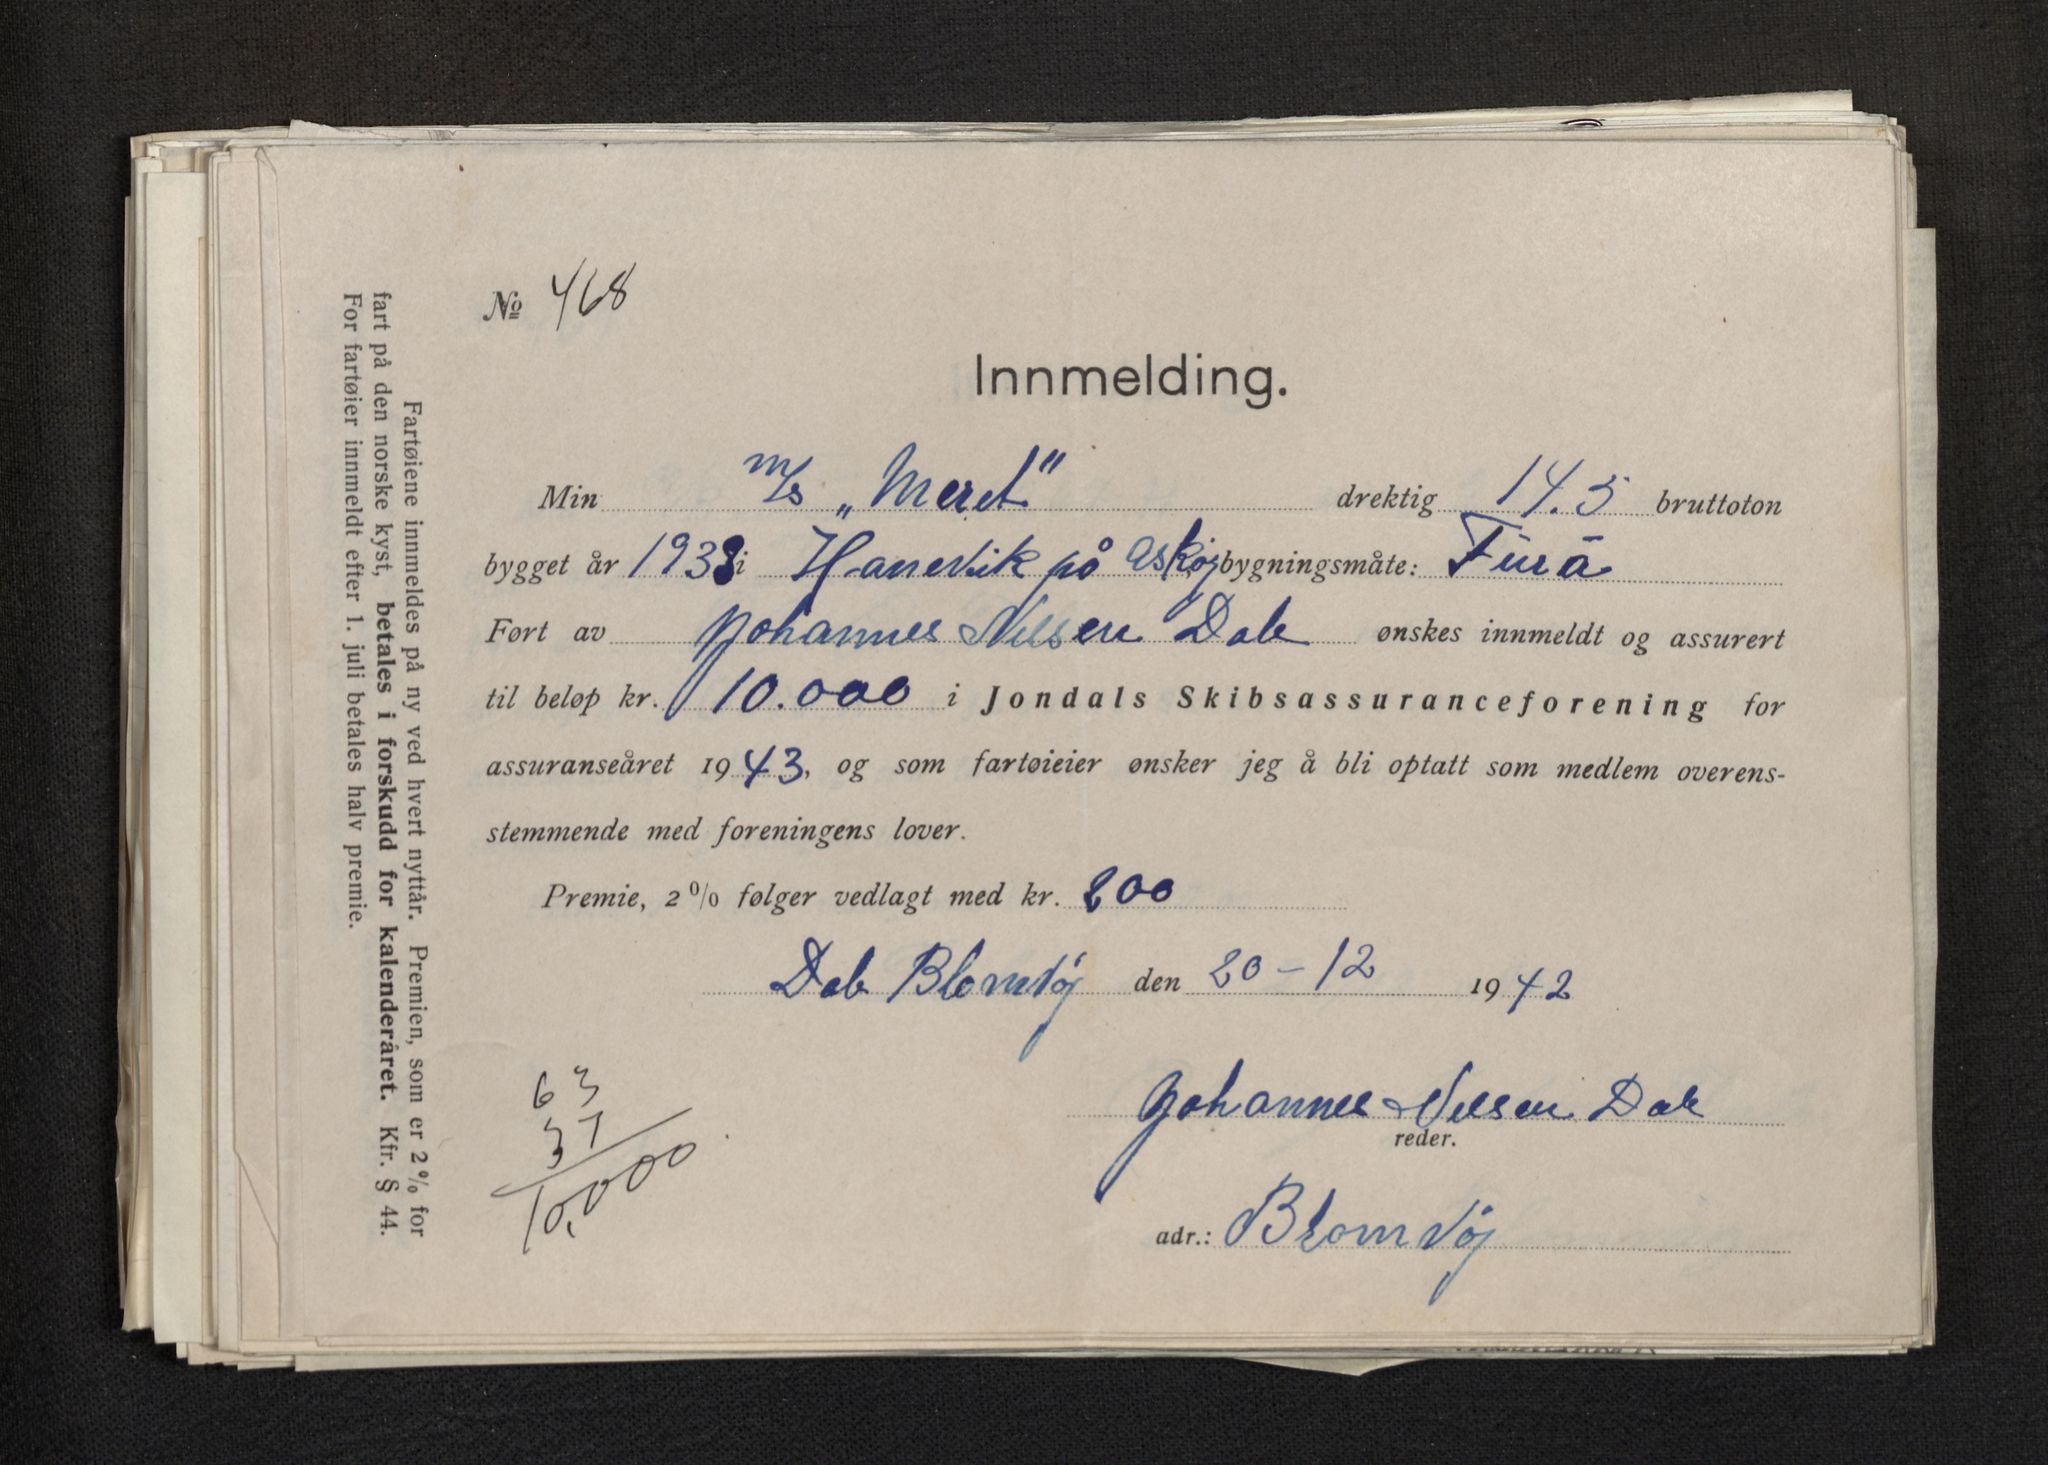 № 468
Innmelding.
Min m/s „Meret" drektig 14.5 bruttoton
bygget år 1938 i Hanevik på Askøj bygningsmåte: Furå
Ført av Johannes Nilsen Dale ønskes innmeldt og assurert
til beløp kr. 10.000 i Jondals Skibsassuranceforening for
assuranseåret 1943, og som fartøieier ønsker jeg å bli optatt som medlem overens-
stemmende med foreningens lover.
Premie, 2% følger vedlagt med kr. 200
Dale Blomvøj den 20-12 1942
Johannes Nilsen Dale
reder.
adr.: Blomvøj
63
37
10.000
Fartøiene innmeldes på ny ved hvert nyttår. Premien, som er 2% for
fart på den norske kyst, betales i forskudd for kalenderåret. Kfr. § 44.
For fartøier innmeldt efter 1. juli betales halv premie.